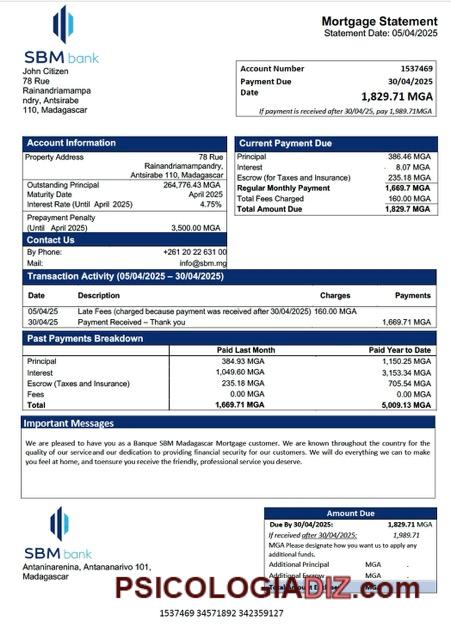 SBM bank
Mortgage Statement
Statement Date: 05/04/2025
John Citizen
78 Rue
Rainandriamampa
ndry, Antsirabe
110, Madagascar
Account Number 1537469
Payment Due 30/04/2025
Date 1,829.71 MGA
If payment is received after 30/04/2025, pay 1,989.71MGA
Account Information
Property Address 78 Rue
Rainandriamampandry,
Antsirabe 110, Madagascar
Outstanding Principal 264,776.43 MGA
Maturity Date April 2025
Interest Rate (Until April 2025) 4.75%
Prepayment Penalty
(Until April 2025) 3,500.00 MGA
Contact Us
By Phone: +261 20 22 631 00
Mail: info@sbm.mg
Current Payment Due
Principal 386.46 MGA
Interest 8.07 MGA
Escrow (for Taxes and Insurance) 235.18 MGA
Regular Monthly Payment 1,669.7 MGA
Total Fees Charged 160.00 MGA
Total Amount Due 1,829.7 MGA
Transaction Activity (05/04/2025 – 30/04/2025)
Date Description Charges Payments
05/04/25 Late Fees (charged because payment was received after 30/04/2025) 160.00 MGA
30/04/25 Payment Received – Thank you 1,669.71 MGA
Past Payments Breakdown
Paid Last Month Paid Year to Date
Principal 384.93 MGA 1,150.25 MGA
Interest 1,049.60 MGA 3,153.34 MGA
Escrow (Taxes and Insurance) 235.18 MGA 705.54 MGA
Fees 0.00 MGA 0.00 MGA
Total 1,669.71 MGA 5,009.13 MGA
Important Messages
We are pleased to have you as a Banque SBM Madagascar Mortgage customer. We are known throughout the country for the
quality of our serviceand our dedication to providing financial security for our customers. We will do everything we can to make
you feel at home, and toensure you receive the friendly, professional service you deserve.
SBM bank
Antaninarenina, Antananarivo 101,
Madagascar
Amount Due
Due By 30/04/2025: 1,829.71 MGA
If received after 30/04/2025: 1,989.71
MGA Please designate how you want us to apply any
additional funds.
Additional Principal MGA .
Additional Escrow MGA .
PSICOLOGIADIZ.com
1537469 34571892 342359127